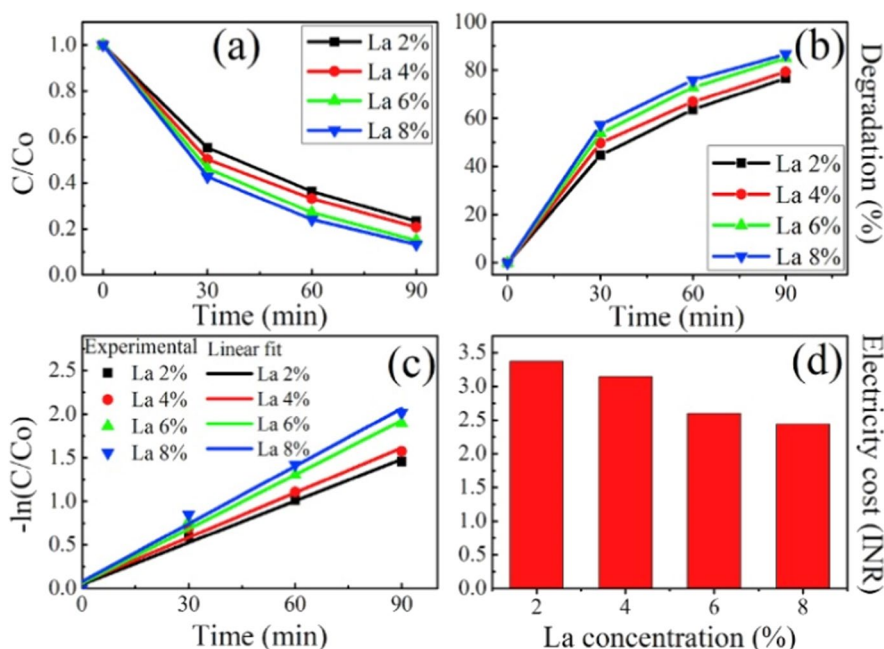 (a)
La 2%
La 4%
La 6%
La 8%
C/Co
1.0
0.8
0.6
0.4
0.2
0.0
0
30
60
90
Time (min)
(b)
La 2%
La 4%
La 6%
La 8%
Degradation (%)
100
80
60
40
20
0
0
30
60
90
Time (min)
(c)
Experimental
La 2%
La 4%
La 6%
La 8%
Linear fit
La 2%
La 4%
La 6%
La 8%
-ln(C/Co)
2.5
2.0
1.5
1.0
0.5
0.0
0
30
60
90
Time (min)
(d)
Electricity cost (INR)
3.5
3.0
2.5
2.0
1.5
1.0
0.5
0.0
2
4
6
8
La concentration (%)